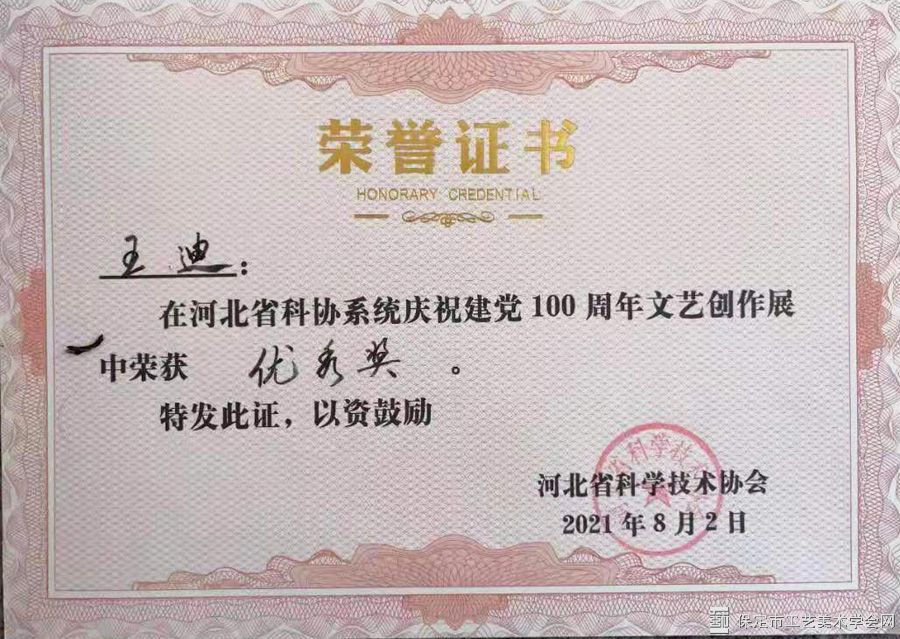 荣誉证书
HONORARY CREDENTIAL
王迪：
在河北省科协系统庆祝建党100周年文艺创作展
中荣获 优秀奖 。
特发此证，以资鼓励
河北省科学技术协会
2021年8月2日
保定市工艺美术学会网